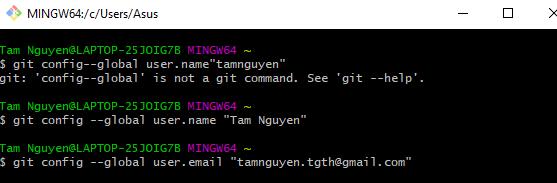 MINGW64:/c/Users/Asus
Tam Nguyen@LAPTOP-25JOIG7B MINGW64 ~
$ git config--global user.name"tamnguyen"
git: 'config--global' is not a git command. See 'git --help'.
Tam Nguyen@LAPTOP-25JOIG7B MINGW64 ~
$ git config --global user.name "Tam Nguyen"
Tam Nguyen@LAPTOP-25JOIG7B MINGW64 ~
$ git config --global user.email "tamnguyen.tgth@gmail.com"